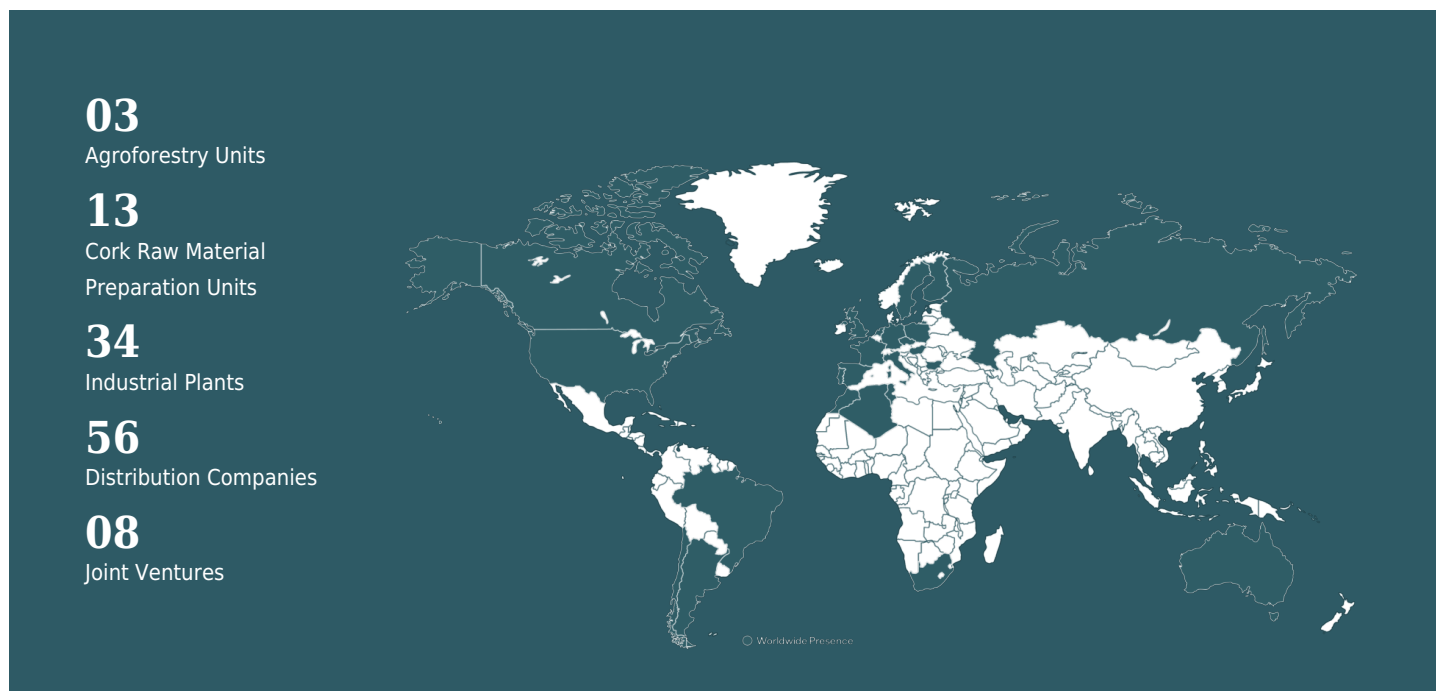 03
Agroforestry Units
13
Cork Raw Material
Preparation Units
34
Industrial Plants
56
Distribution Companies
08
Joint Ventures
Worldwide Presence